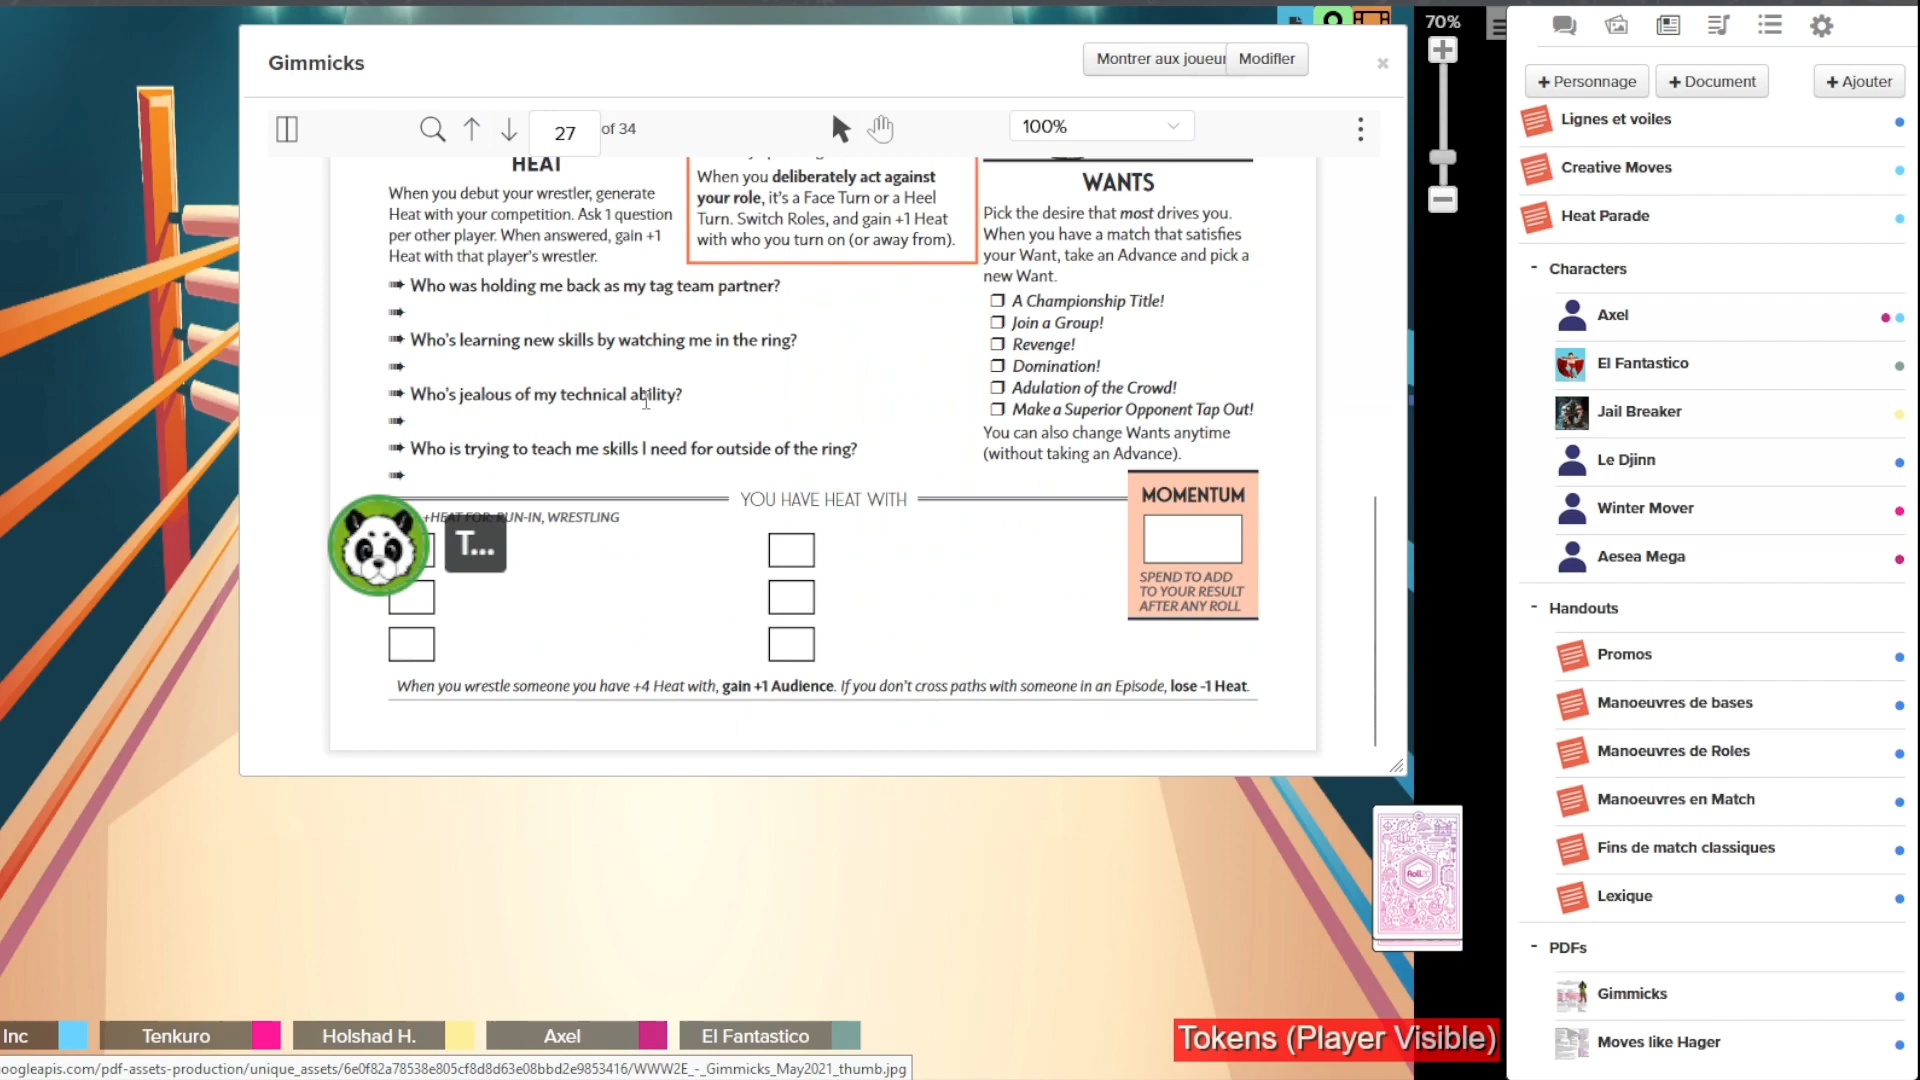 70%
Gimmicks
Montrer aux joueur
Modifier
27
of 34
100%
HEAT
When you debut your wrestler, generate
Heat with your competition. Ask 1 question
per other player. When answered, gain +1
Heat with that player's wrestler.
When you deliberately act against
your role, it's a Face Turn or a Heel
Turn. Switch Roles, and gain +1 Heat
with who you turn on (or away from).
Who was holding me back as my tag team partner?
Who's learning new skills by watching me in the ring?
Who's jealous of my technical ability?
Who is trying to teach me skills I need for outside of the ring?
WANTS
Pick the desire that most drives you.
When you have a match that satisfies
your Want, take an Advance and pick a
new Want.
A Championship Title!
Join a Group!
Revenge!
Domination!
Adulation of the Crowd!
Make a Superior Opponent Tap Out!
You can also change Wants anytime
(without taking an Advance).
YOU HAVE HEAT WITH
+HEAT FOR: RUN-IN, WRESTLING
T...
MOMENTUM
SPEND TO ADD
TO YOUR RESULT
AFTER ANY ROLL
When you wrestle someone you have +4 Heat with, gain +1 Audience. If you don't cross paths with someone in an Episode, lose -1 Heat.
Roll20
Inc
Tenkuro
Holshad H.
Axel
El Fantastico
Tokens (Player Visible)
oogleapis.com/pdf-assets-production/unique_assets/6e0f82a78538e805cf8d8d63e08bbd2e9853416/WWW2E_-_Gimmicks_May2021_thumb.jpg
+ Personnage
+ Document
+ Ajouter
Lignes et voiles
Creative Moves
Heat Parade
- Characters
Axel
El Fantastico
Jail Breaker
Le Djinn
Winter Mover
Aesea Mega
- Handouts
Promos
Manoeuvres de bases
Manoeuvres de Roles
Manoeuvres en Match
Fins de match classiques
Lexique
- PDFs
Gimmicks
Moves like Hager